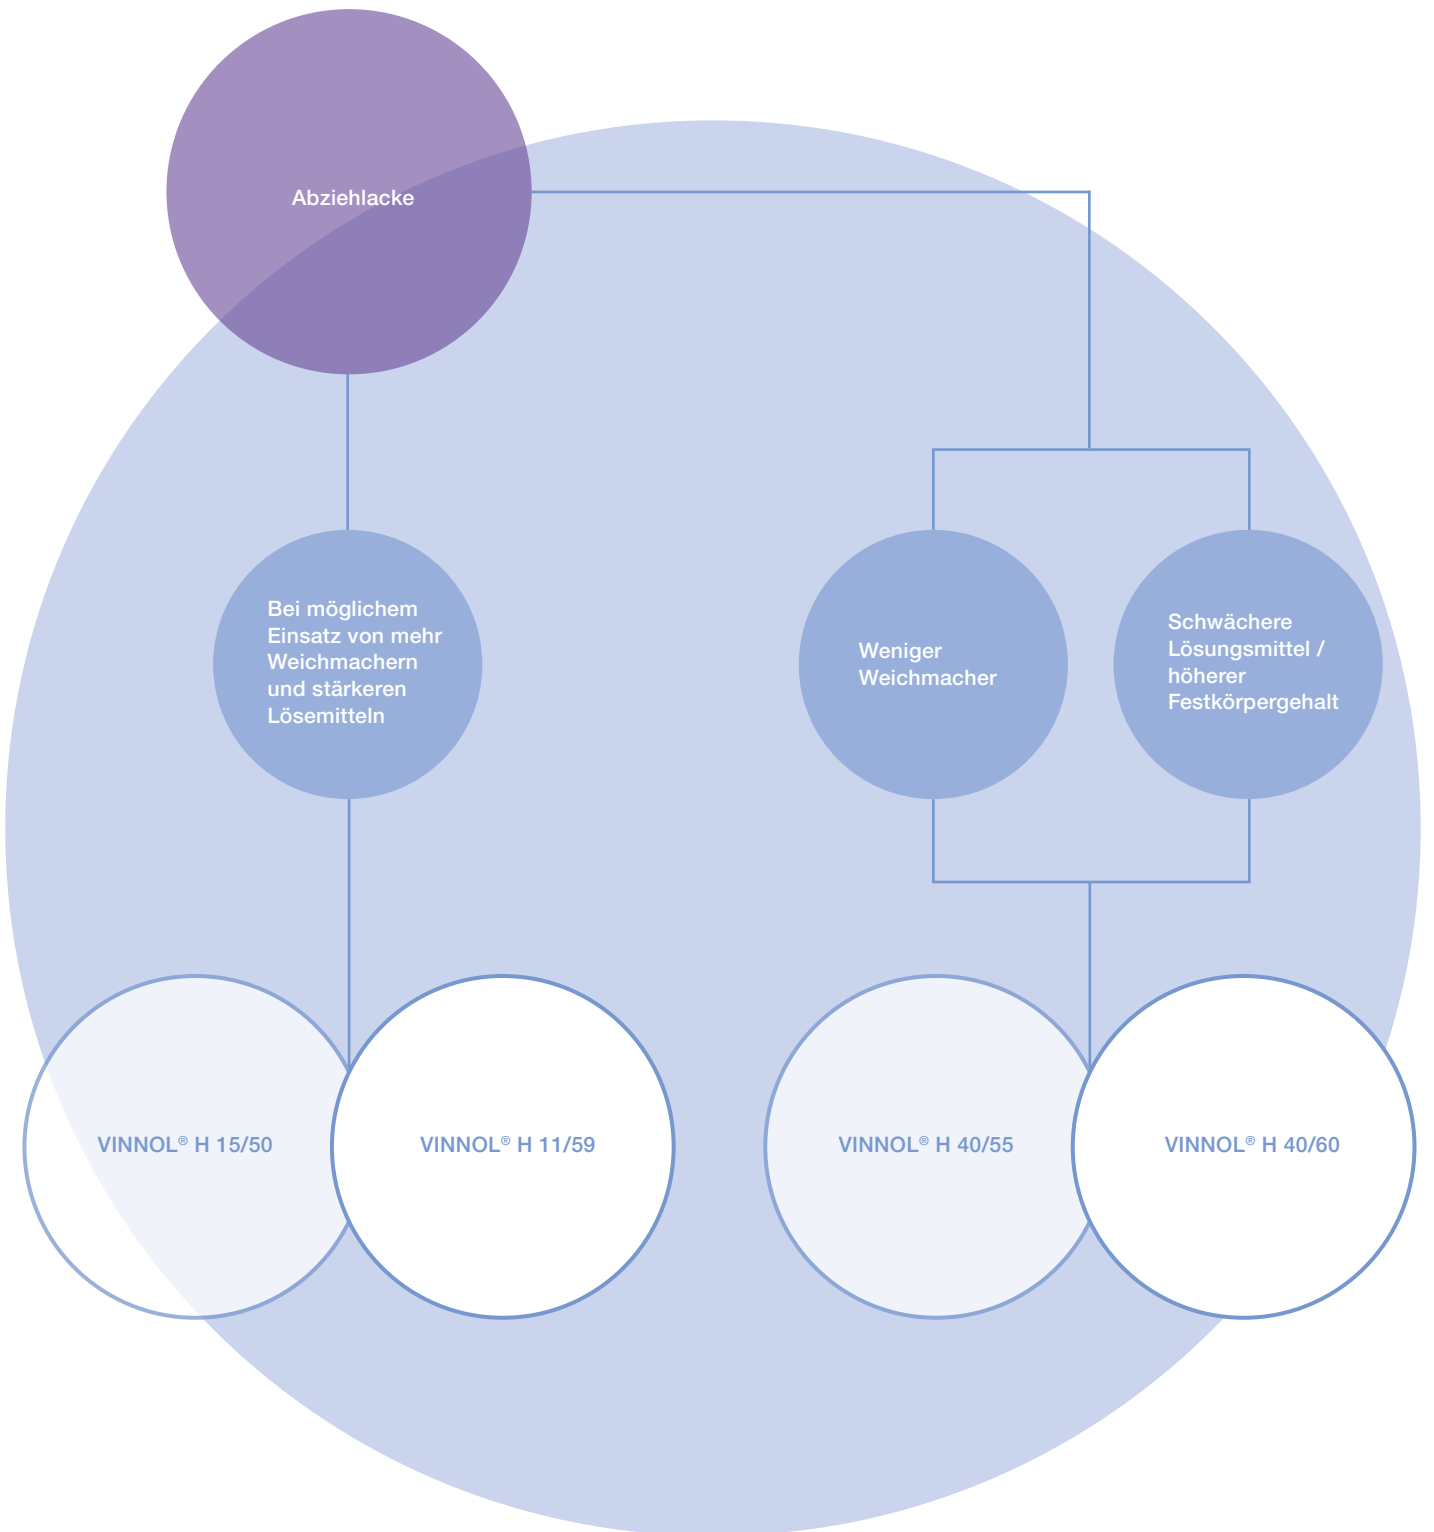 Abziehlacke
Bei möglichem
Einsatz von mehr
Weichmachern
und stärkeren
Lösemitteln
Weniger
Weichmacher
Schwächere
Lösungsmittel /
höherer
Festkörpergehalt
VINNOL® H 15/50
VINNOL® H 11/59
VINNOL® H 40/55
VINNOL® H 40/60